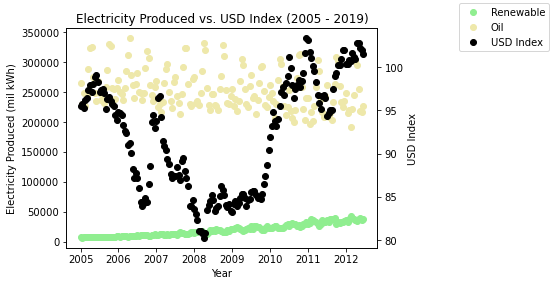 Electricity Produced vs. USD Index (2005 - 2019)
Renewable
Oil
USD Index
Electricity Produced (mil kWh)
350000
300000
250000
200000
150000
100000
50000
0
100
95
90
85
80
USD Index
2005 2006 2007 2008 2009 2010 2011 2012
Year